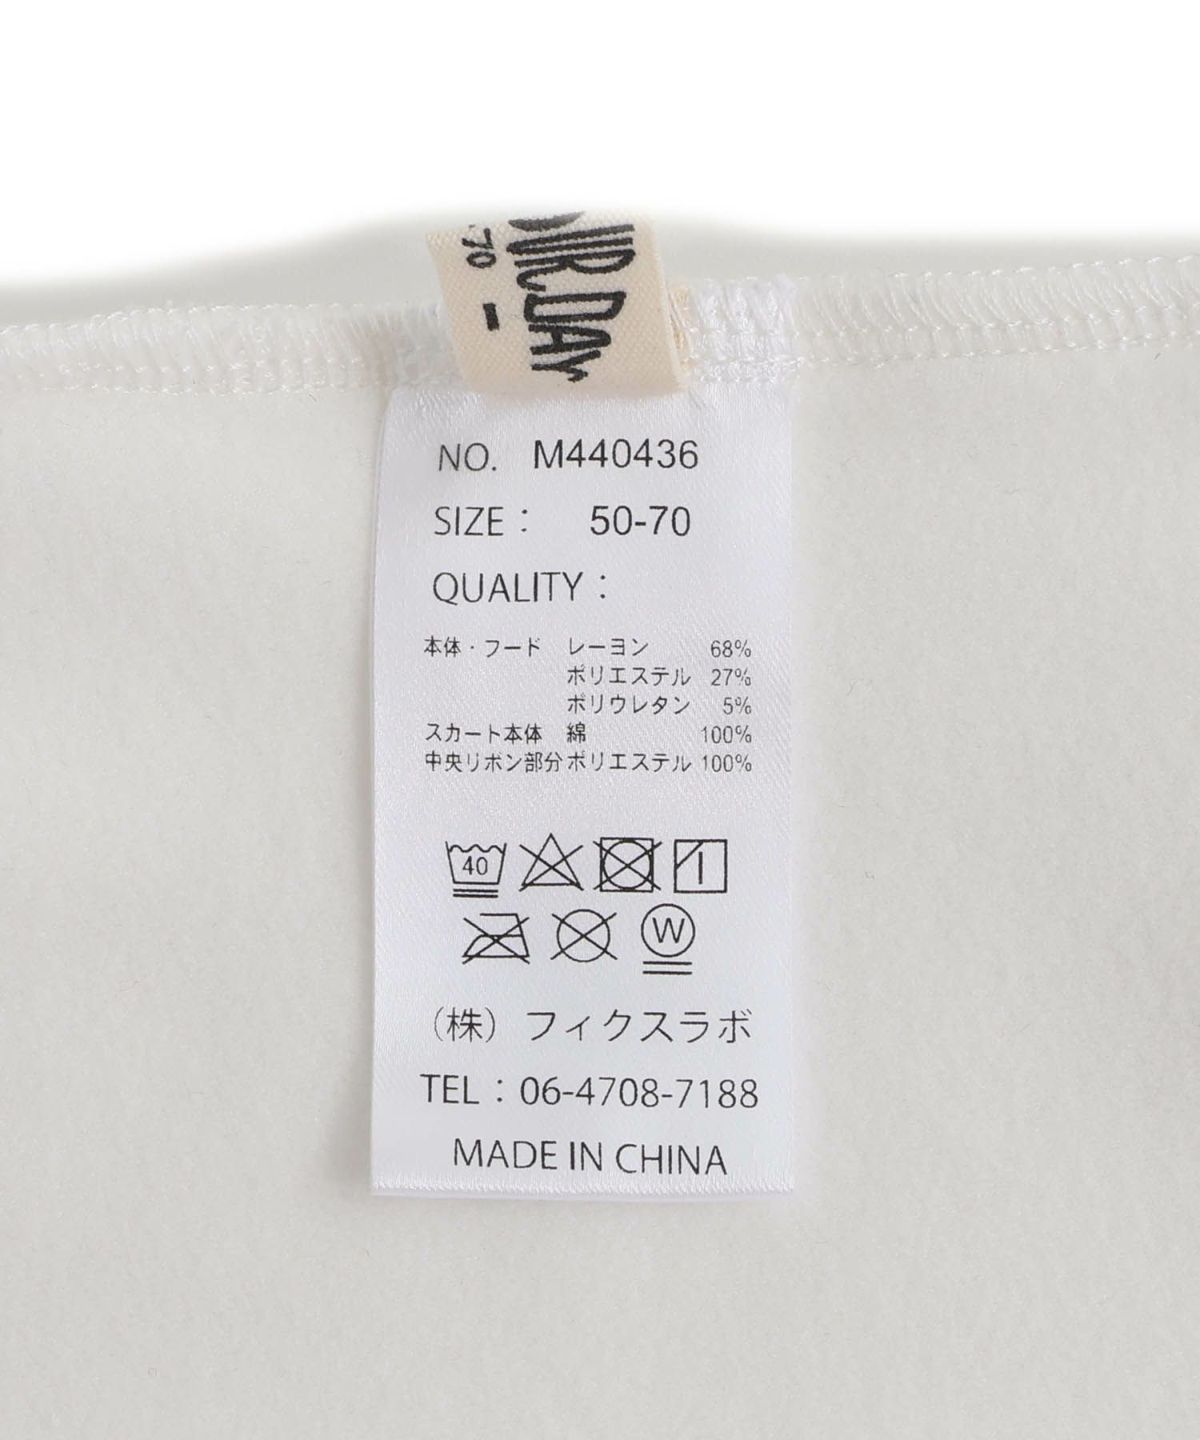 70
DAY
NO. M440436
SIZE： 50-70
QUALITY：
本体・フード レーヨン 68%
ポリエステル 27%
ポリウレタン 5%
スカート本体 綿 100%
中央リボン部分 ポリエステル 100%
40
W
（株）フィクスラボ
TEL：06-4708-7188
MADE IN CHINA